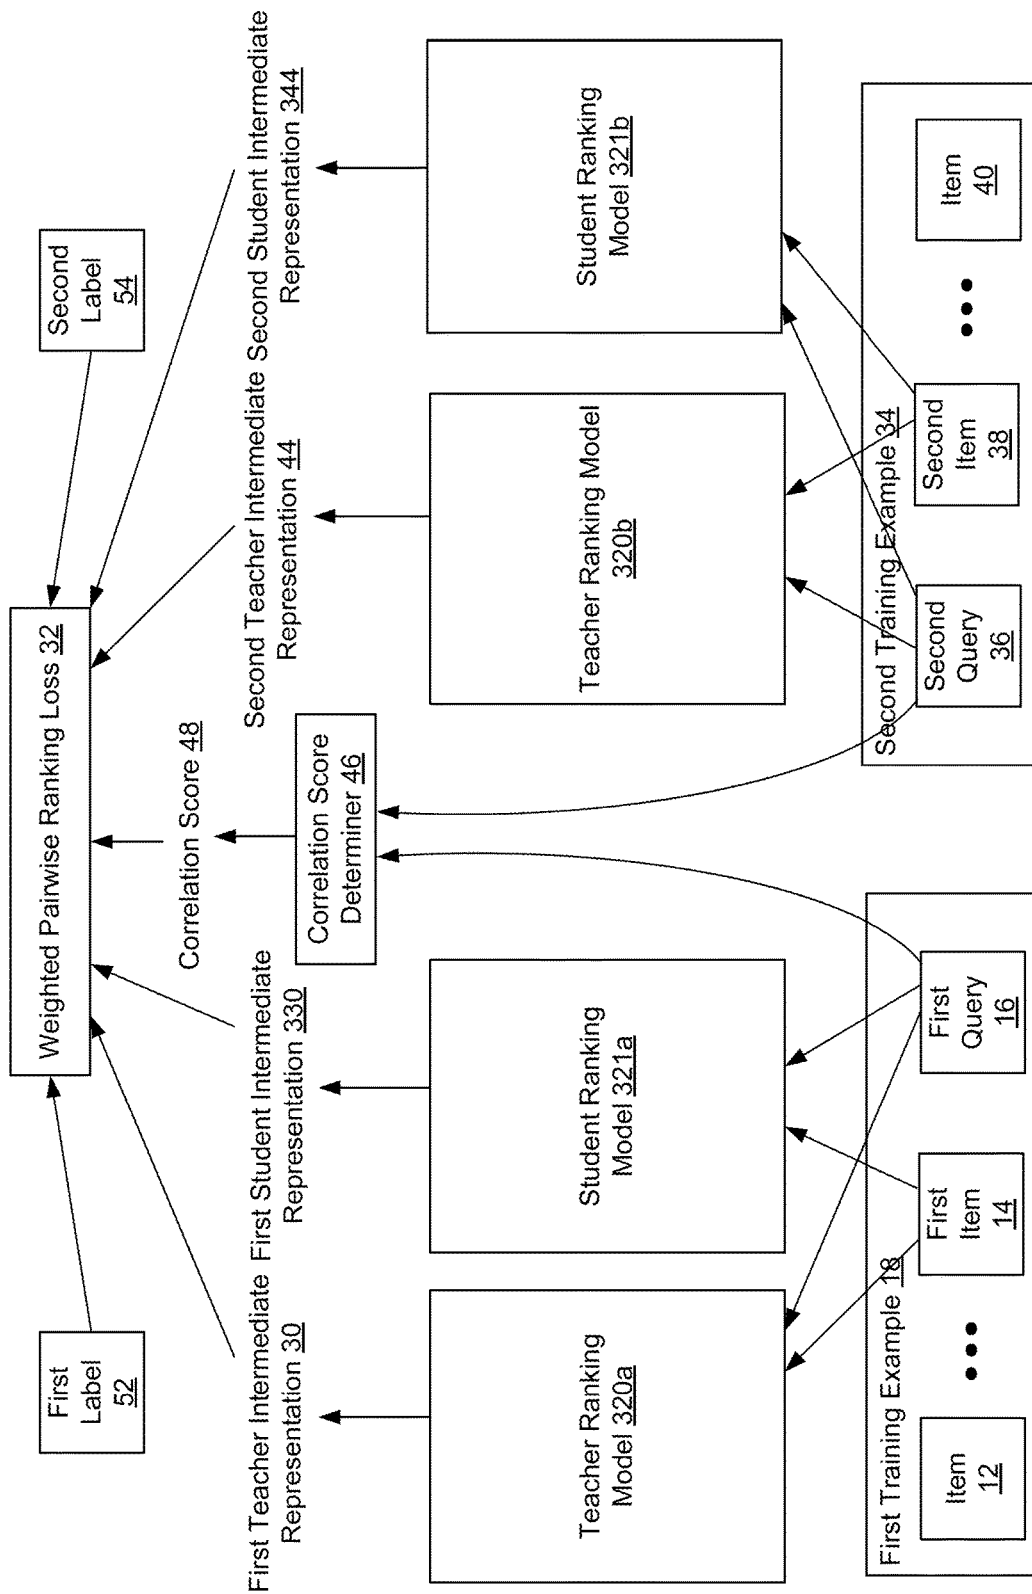 First
Label
52
Weighted Pairwise Ranking Loss 32
Second
Label
54
First Teacher Intermediate
Representation 30
First Student Intermediate
Representation 330
Correlation Score 48
Second Teacher Intermediate
Representation 44
Second Student Intermediate
Representation 344
Correlation Score
Determiner 46
Teacher Ranking
Model 320a
Student Ranking
Model 321a
Teacher Ranking Model
320b
Student Ranking
Model 321b
First Training Example 18
Item
12
First
Item
14
First
Query
16
Second Training Example 34
Second
Query
36
Second
Item
38
Item
40